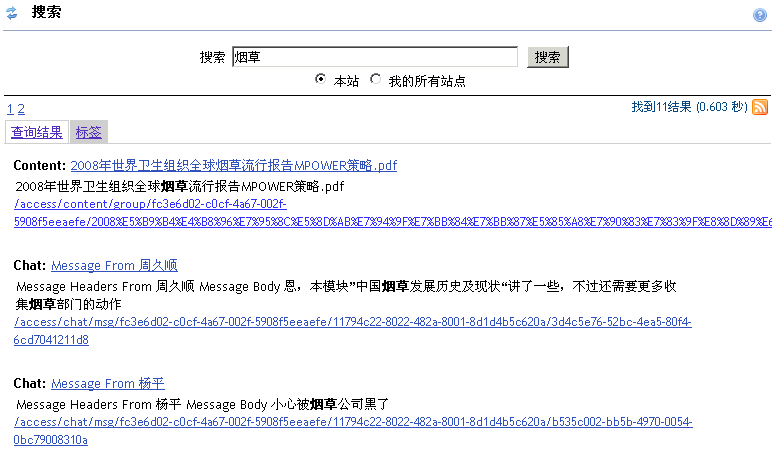 搜索
搜索 烟草 搜索
本站 我的所有站点
1 2 找到11结果 (0.603 秒)
查询结果 标签
Content: 2008年世界卫生组织全球烟草流行报告MPOWER策略.pdf
2008年世界卫生组织全球烟草流行报告MPOWER策略.pdf
/access/content/group/fc3e6d02-c0cf-4a67-002f-
5908f5eeaefe/2008%E5%B9%B4%E4%B8%96%E7%95%8C%E5%8D%AB%E7%94%9F%E7%BB%84%E7%BB%87%E5%85%A8%E7%90%83%E7%83%9F%E8%8D%89%E6
Chat: Message From 周久顺
Message Headers From 周久顺 Message Body 恩，本模块”中国烟草发展历史及现状“讲了一些，不过还需要更多收
集烟草部门的动作
/access/chat/msg/fc3e6d02-c0cf-4a67-002f-5908f5eeaefe/11794c22-8022-482a-8001-8d1d4b5c620a/3d4c5e76-52bc-4ea5-80f4-
6cd7041211d8
Chat: Message From 杨平
Message Headers From 杨平 Message Body 小心被烟草公司黑了
/access/chat/msg/fc3e6d02-c0cf-4a67-002f-5908f5eeaefe/11794c22-8022-482a-8001-8d1d4b5c620a/b535c002-bb5b-4970-0054-
0bc79008310a